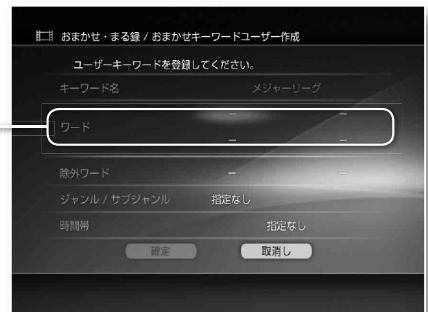 おまかせ・まる録 / おまかせキーワードユーザー作成
ユーザーキーワードを登録してください。
キーワード名 メジャーリーグ
– –
ワード
– –
除外ワード – –
ジャンル / サブジャンル 指定なし
時間帯 指定なし
確定 取消し